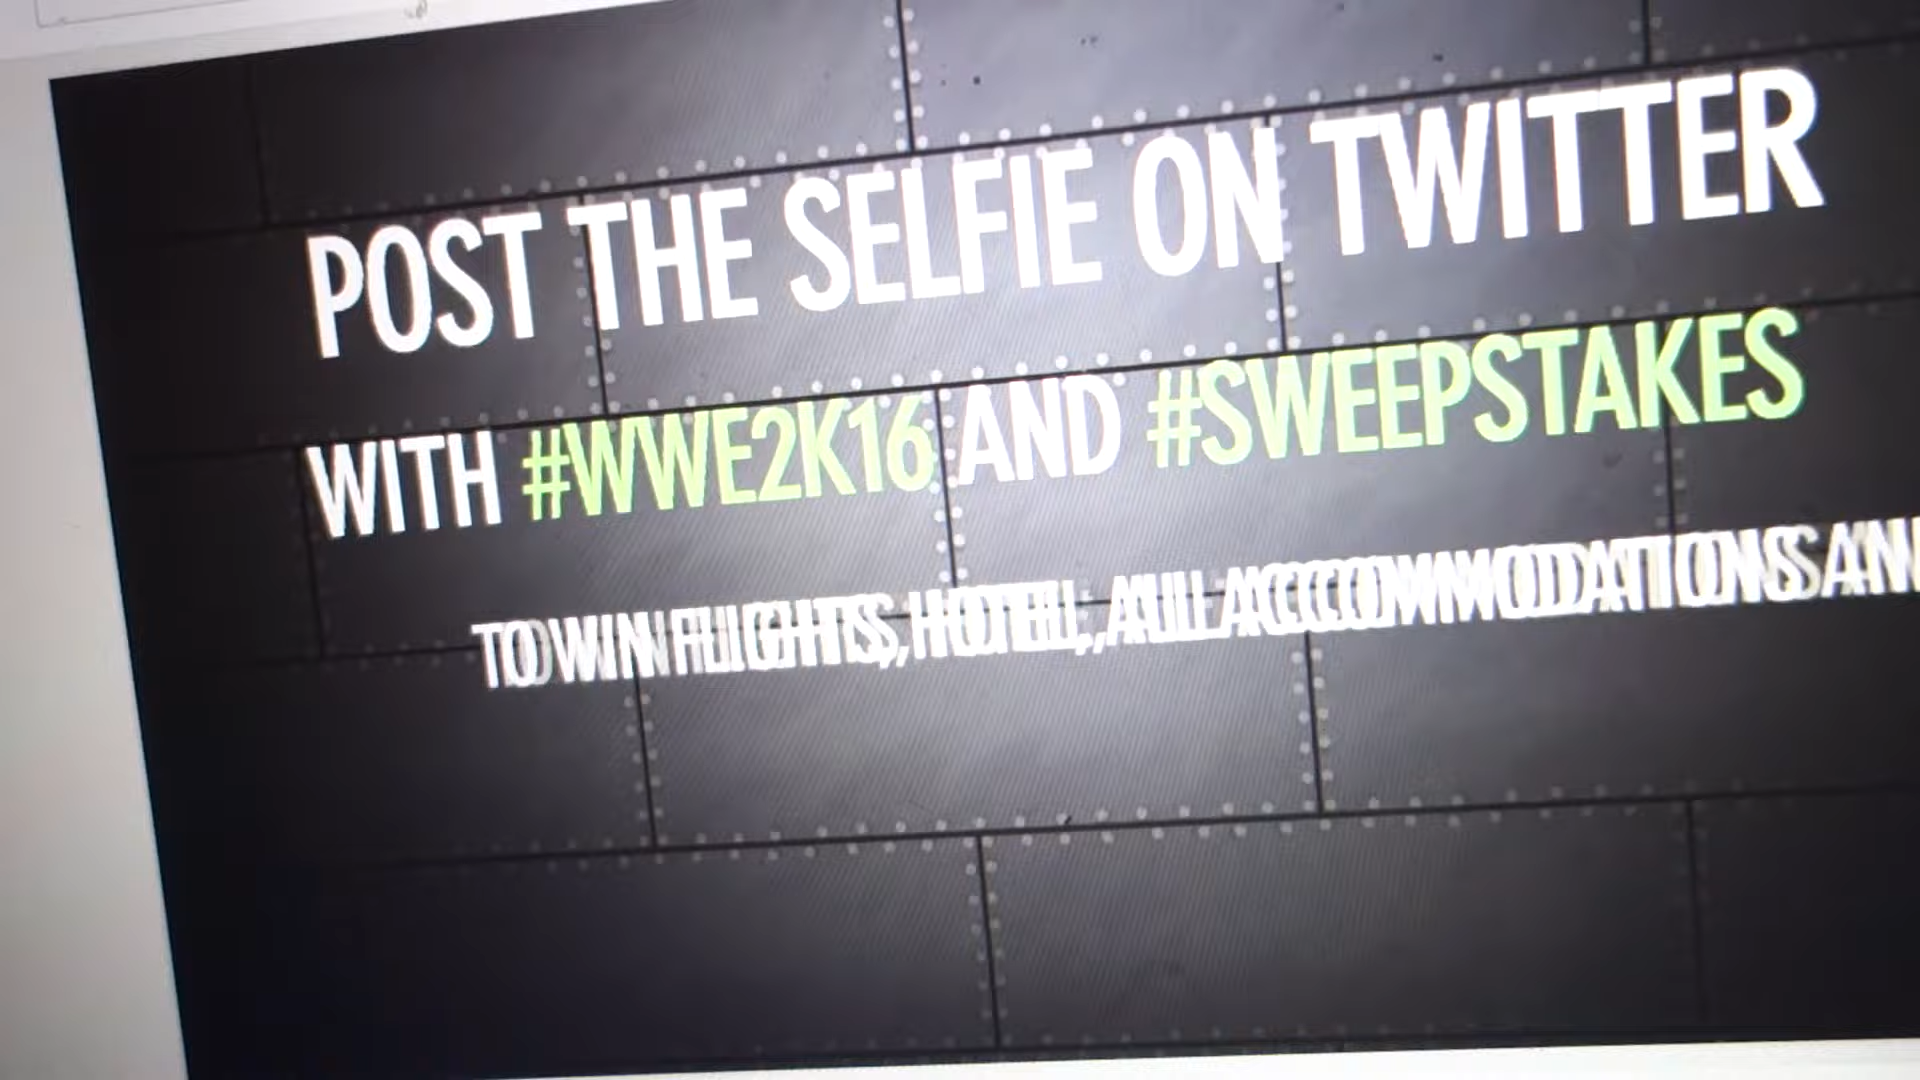 POST THE SELFIE ON TWITTER
WITH #WWE2K16 AND #SWEEPSTAKES
TO WIN FLIGHTS, HOTEL, ALL ACCOMMODATIONS